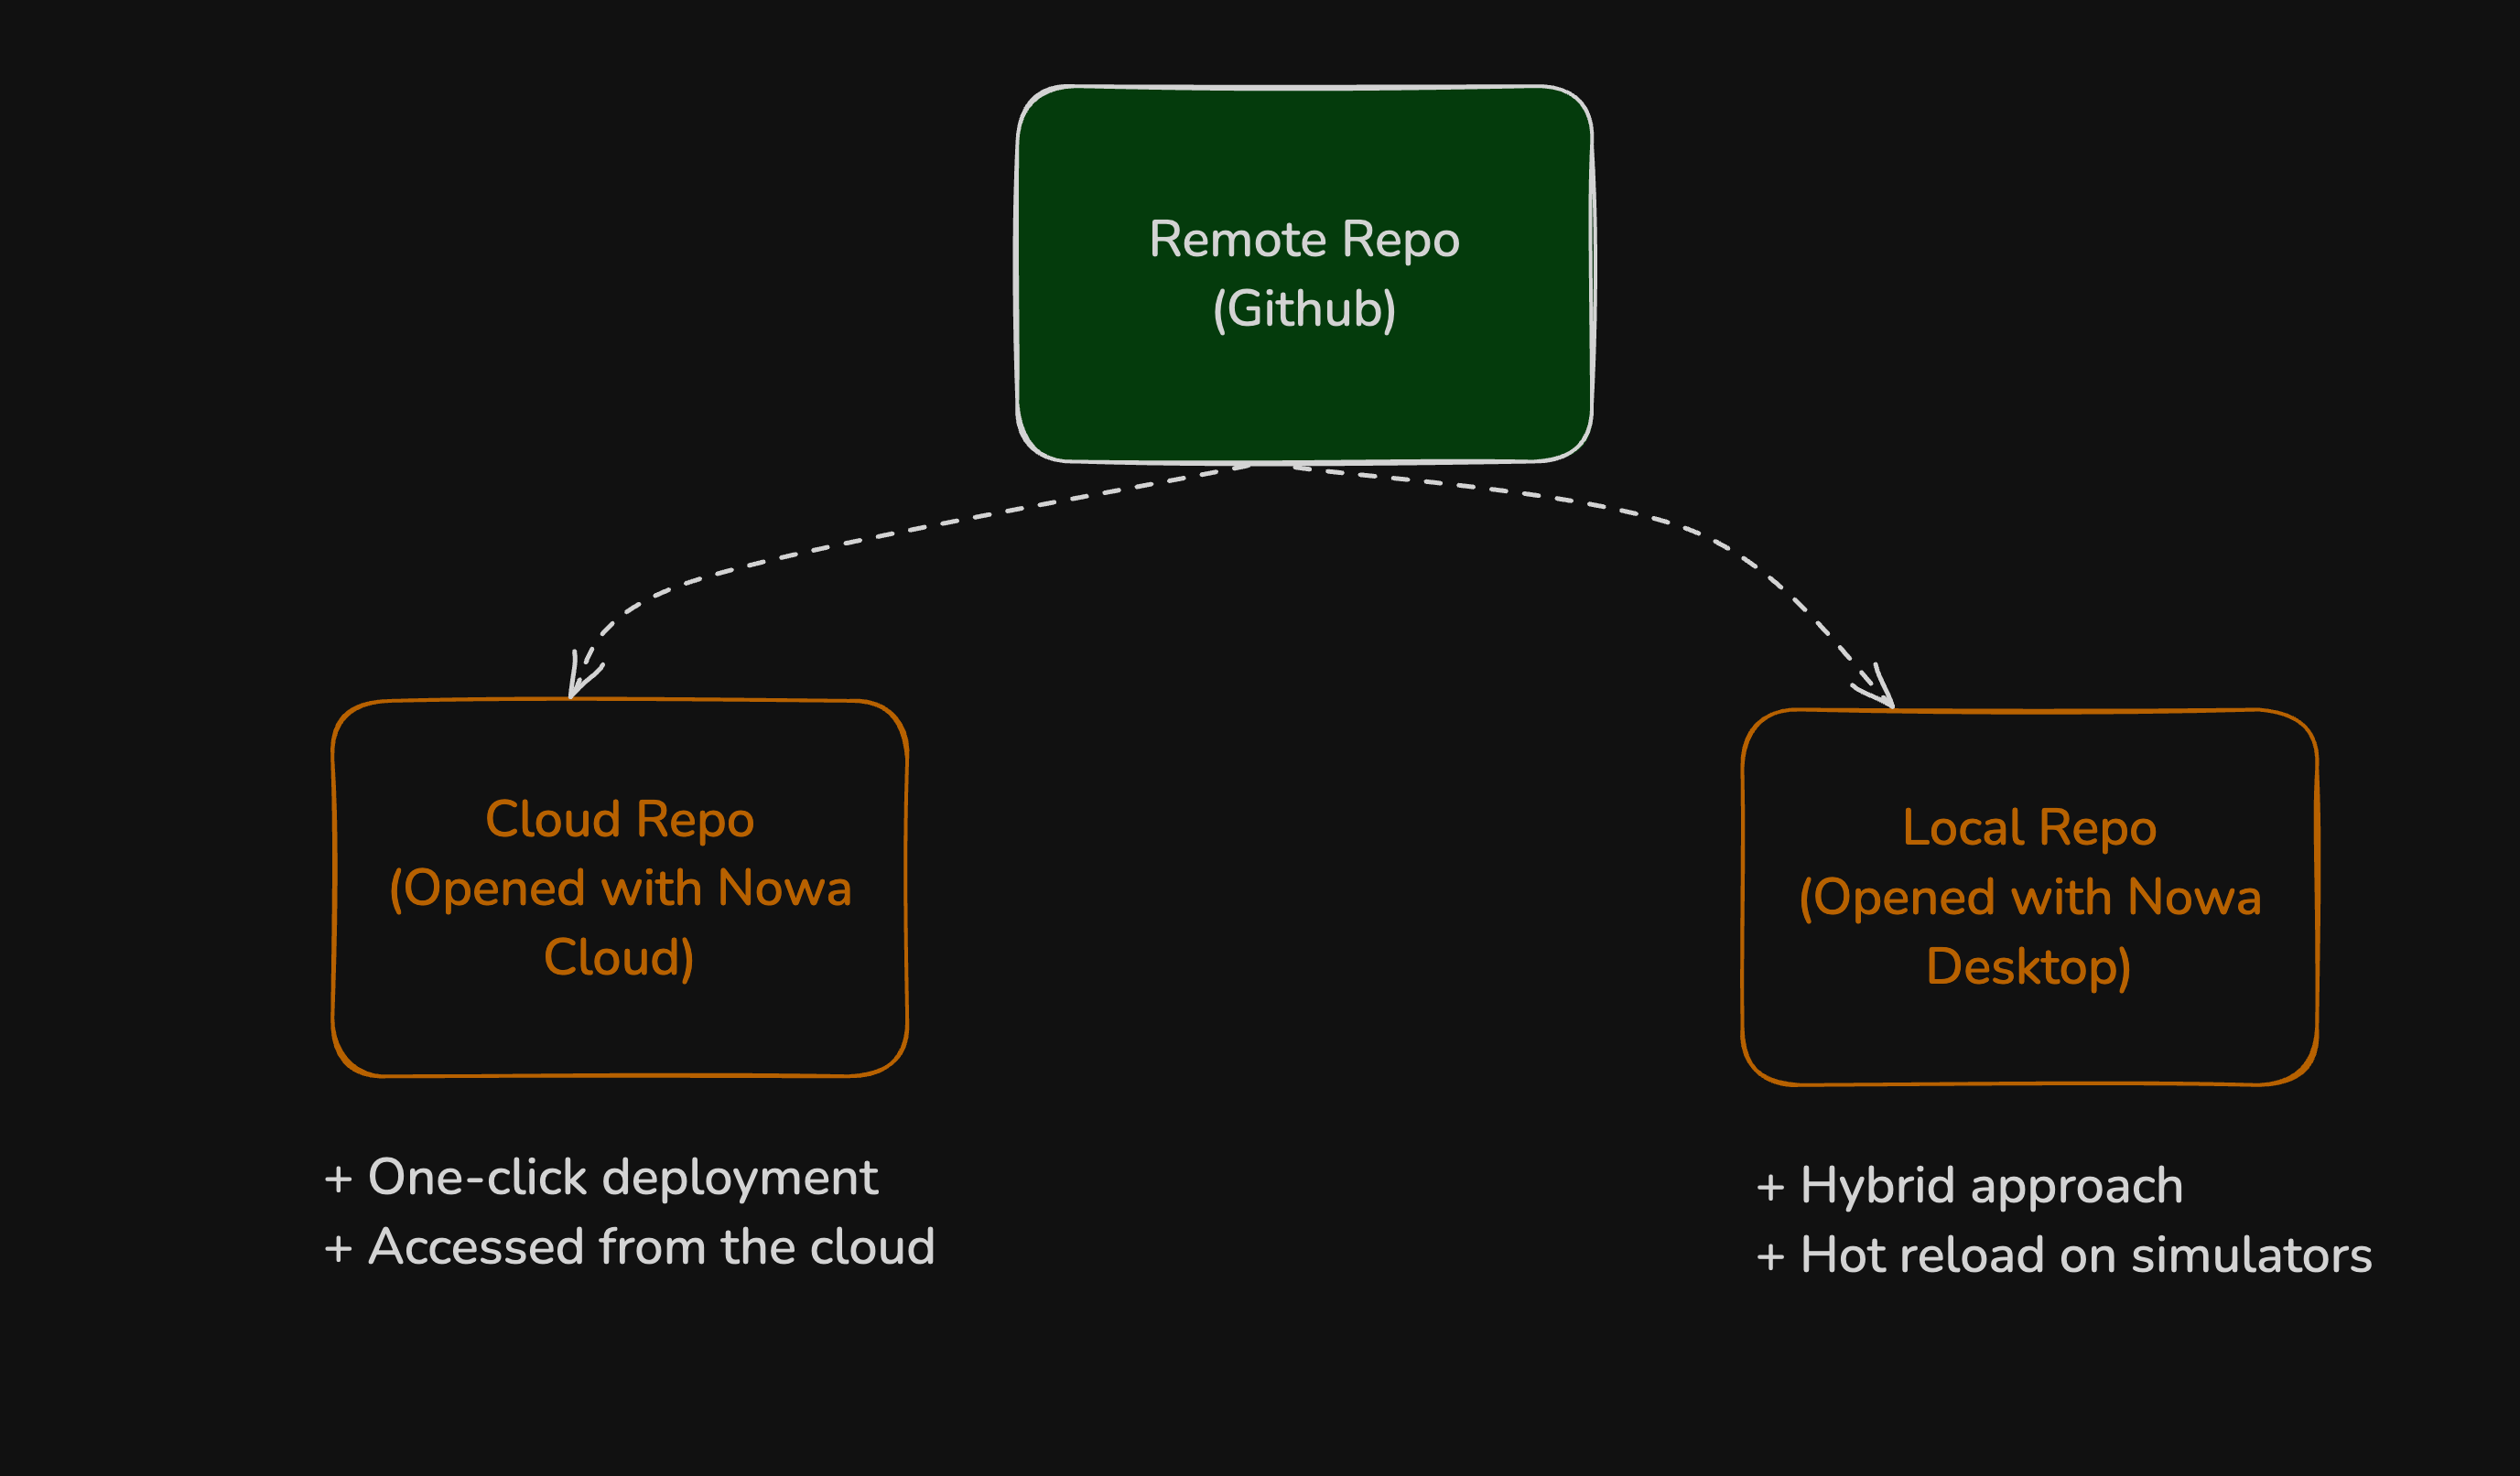 Remote Repo
(Github)
Cloud Repo
(Opened with Nowa
Cloud)
Local Repo
(Opened with Nowa
Desktop)
+ One-click deployment
+ Accessed from the cloud
+ Hybrid approach
+ Hot reload on simulators